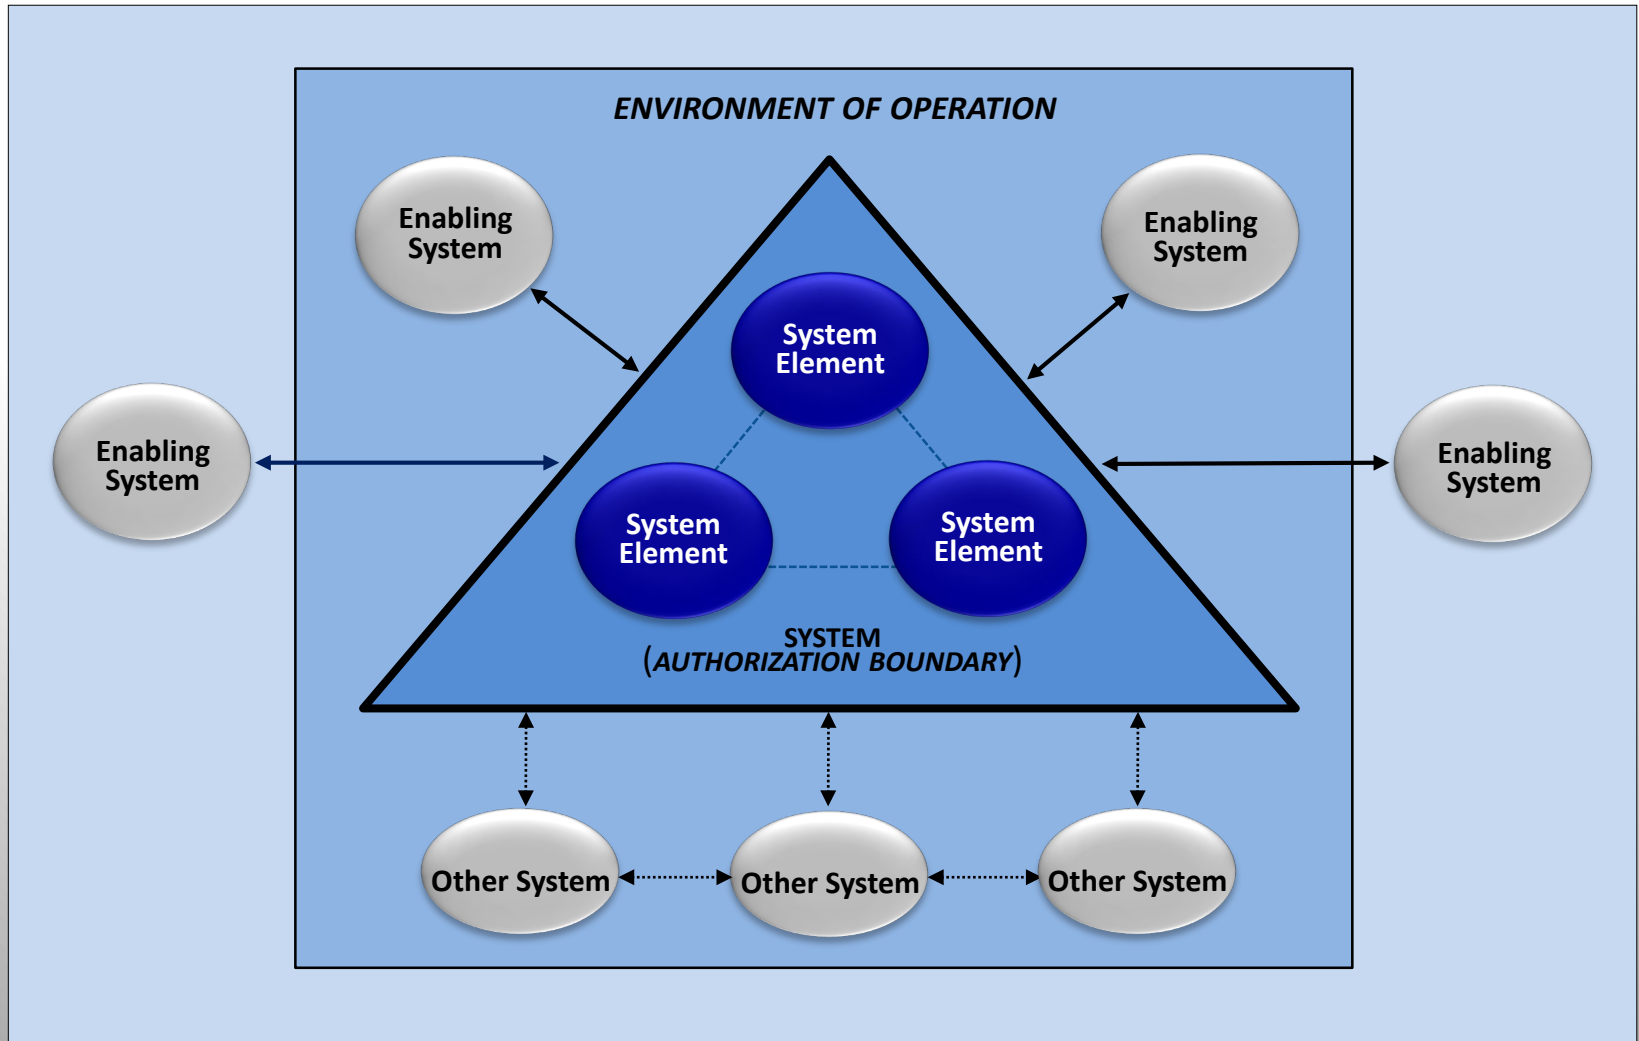 ENVIRONMENT OF OPERATION
Enabling
System
Enabling
System
System
Element
Enabling
System
Enabling
System
System
Element
System
Element
SYSTEM
(AUTHORIZATION BOUNDARY)
Other System
Other System
Other System